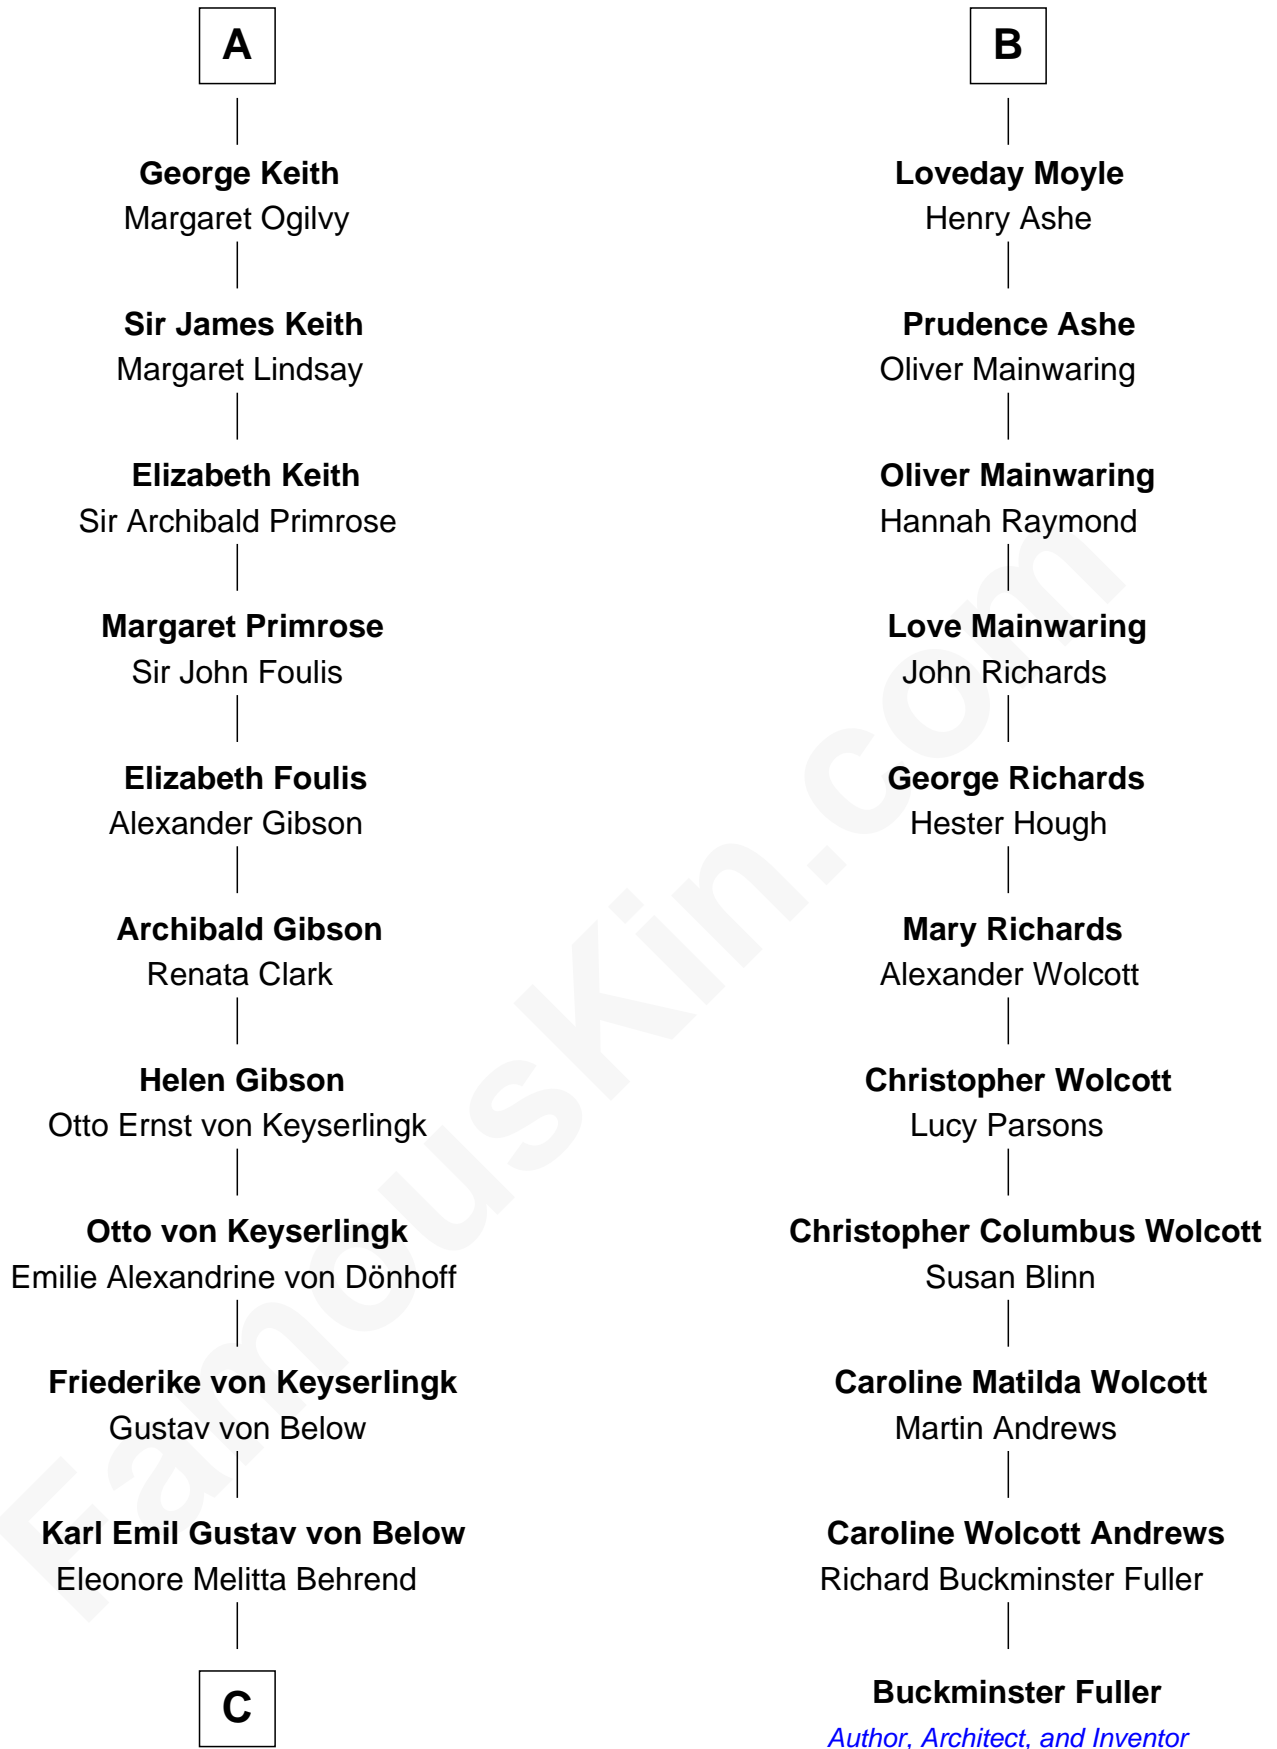 A
George Keith
Margaret Ogilvy
Sir James Keith
Margaret Lindsay
Elizabeth Keith
Sir Archibald Primrose
Margaret Primrose
Sir John Foulis
Elizabeth Foulis
Alexander Gibson
Archibald Gibson
Renata Clark
Helen Gibson
Otto Ernst von Keyserlingk
Otto von Keyserlingk
Emilie Alexandrine von Dönhoff
Friederike von Keyserlingk
Gustav von Below
Karl Emil Gustav von Below
Eleonore Melitta Behrend
C
B
Loveday Moyle
Henry Ashe
Prudence Ashe
Oliver Mainwaring
Oliver Mainwaring
Hannah Raymond
Love Mainwaring
John Richards
George Richards
Hester Hough
Mary Richards
Alexander Wolcott
Christopher Wolcott
Lucy Parsons
Christopher Columbus Wolcott
Susan Blinn
Caroline Matilda Wolcott
Martin Andrews
Caroline Wolcott Andrews
Richard Buckminster Fuller
Buckminster Fuller
Author, Architect, and Inventor
FamousKin.com